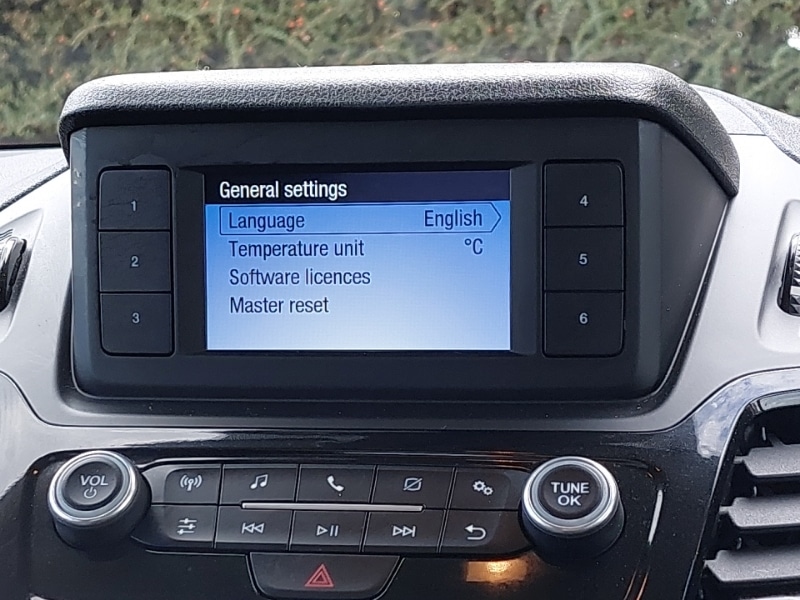 General settings
Language English
Temperature unit °C
Software licences
Master reset
1
2
3
4
5
6
VOL
TUNE
OK